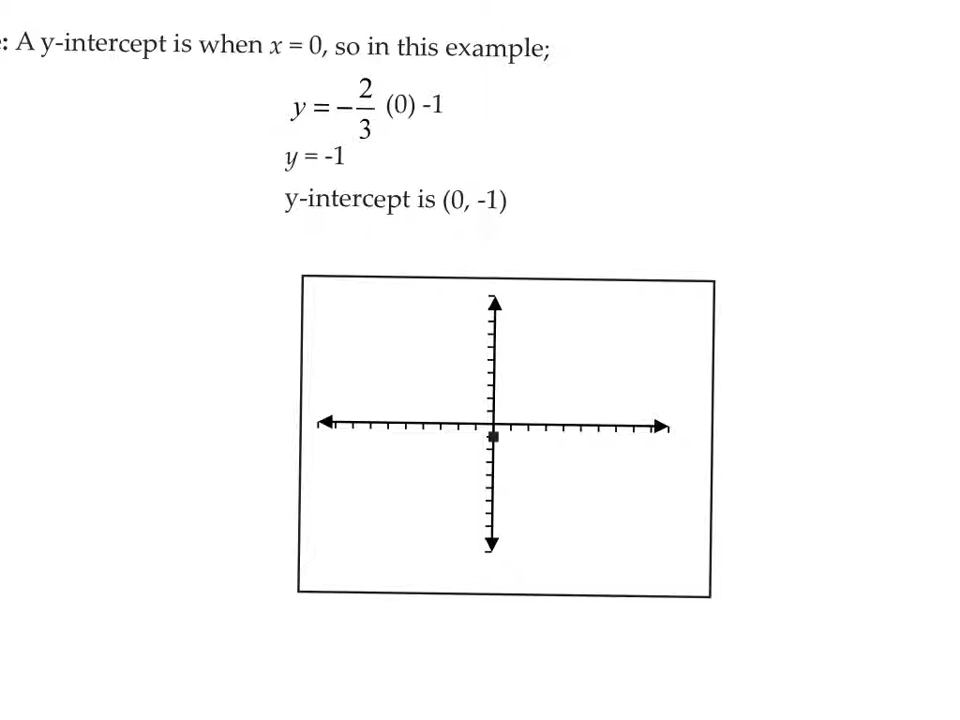 : A y-intercept is when x = 0, so in this example;
y = -2/3 (0) -1
y = -1
y-intercept is (0, -1)